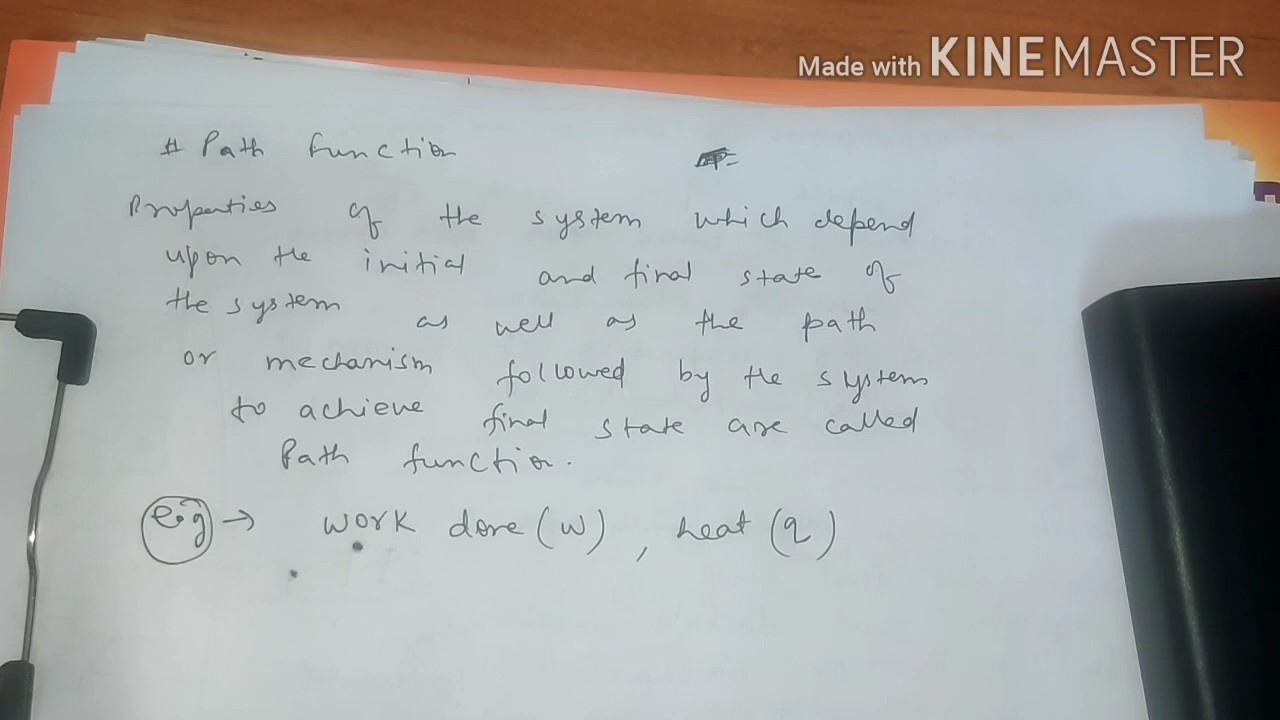 Made with KINEMASTER
# Path function
Properties of the system which depend
upon the initial and final state of
the system as well as the path
or mechanism followed by the system
to achieve final state are called
Path function.
e.g → work done (w), heat (q)